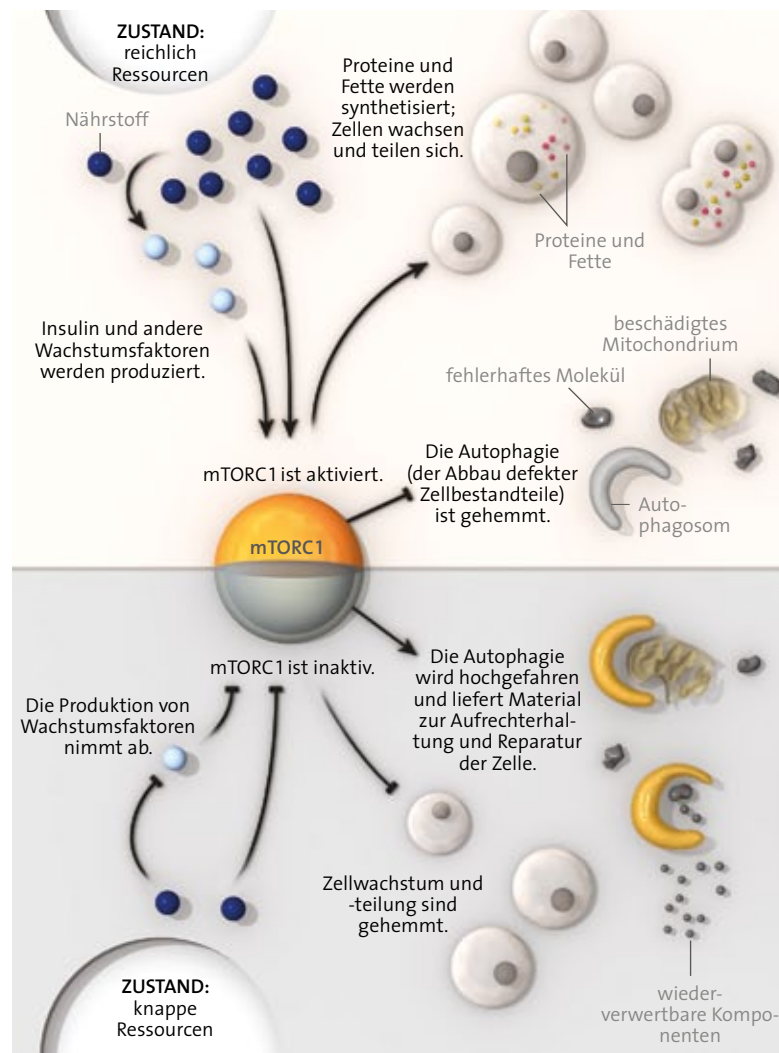 ZUSTAND:
reichlich
Ressourcen
Nährstoff
Proteine und
Fette werden
synthetisiert;
Zellen wachsen
und teilen sich.
Proteine und
Fette
Insulin und andere
Wachstumsfaktoren
werden produziert.
beschädigtes
Mitochondrium
fehlerhaftes Molekül
mTORC1 ist aktiviert.
Die Autophagie
(der Abbau defekter
Zellbestandteile)
ist gehemmt.
Auto-
phagosom
mTORC1
mTORC1 ist inaktiv.
Die Autophagie
wird hochgefahren
und liefert Material
zur Aufrechterhal-
tung und Reparatur
der Zelle.
Die Produktion von
Wachstumsfaktoren
nimmt ab.
Zellwachstum und
-teilung sind
gehemmt.
ZUSTAND:
knappe
Ressourcen
wieder-
verwertbare Kompo-
nenten